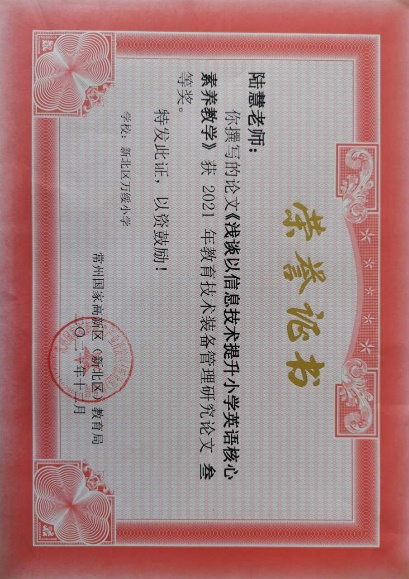 荣誉证书
陆慧老师：
你撰写的论文《浅谈以信息技术提升小学英语核心
素养教学》获 2021 年教育技术装备管理研究论文 叁
等奖。
特发此证，以资鼓励！
学校：新北区万绥小学
常州国家高新区（新北区）教育局
二〇二一年十二月